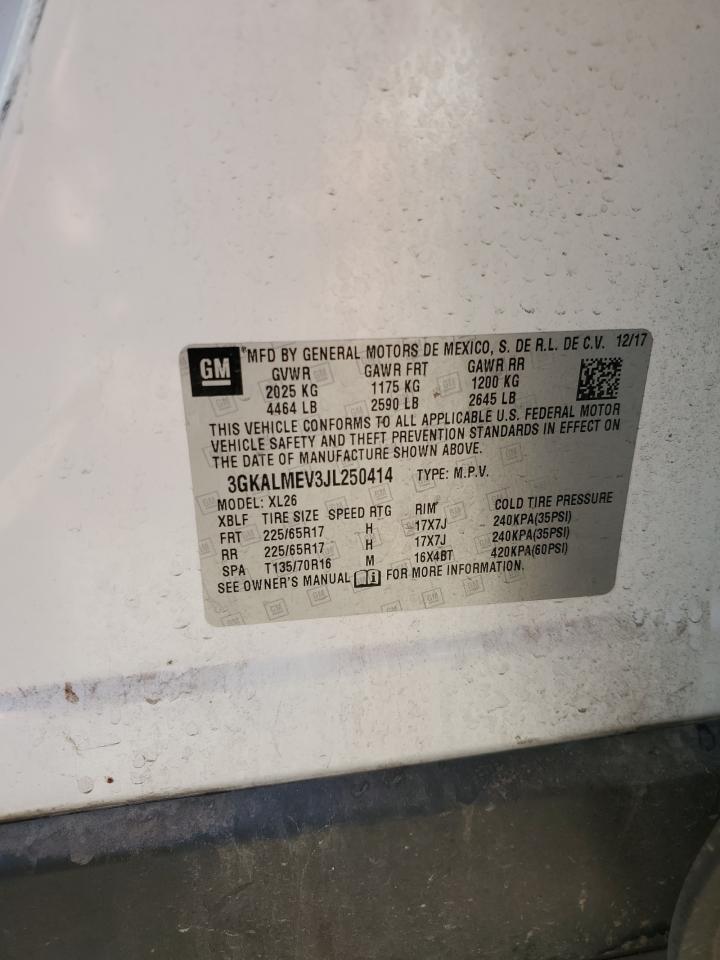 GM
*MFD BY GENERAL MOTORS DE MEXICO, S. DE R.L. DE C.V. 12/17
GVWR GAWR FRT GAWR RR
2025 KG 1175 KG 1200 KG
4464 LB 2590 LB 2645 LB
THIS VEHICLE CONFORMS TO ALL APPLICABLE U.S. FEDERAL MOTOR
VEHICLE SAFETY AND THEFT PREVENTION STANDARDS IN EFFECT ON
THE DATE OF MANUFACTURE SHOWN ABOVE.
3GKALMEV3JL250414 TYPE: M.P.V.
MODEL: XL26
XBLF TIRE SIZE SPEED RTG RIM COLD TIRE PRESSURE
FRT 225/65R17 H 17X7J 240KPA(35PSI)
RR 225/65R17 H 17X7J 240KPA(35PSI)
SPA T135/70R16 M 16X4BT 420KPA(60PSI)
SEE OWNER'S MANUAL FOR MORE INFORMATION.